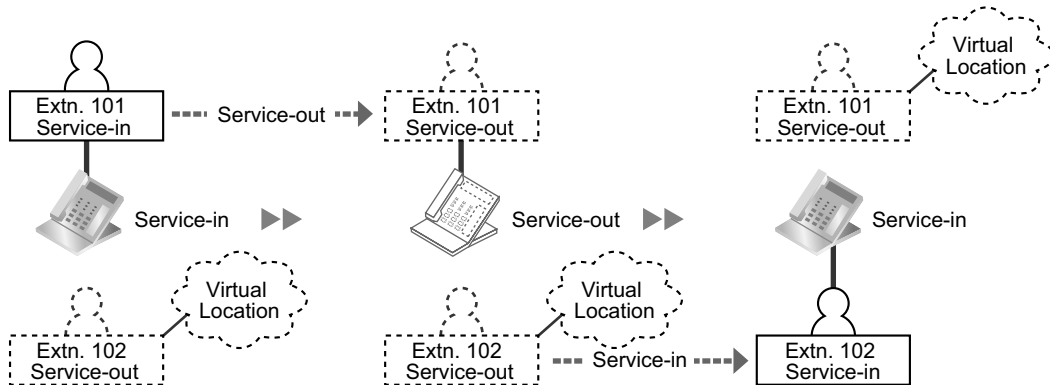 Virtual
Location
Extn. 101
Service-in
Service-out
Extn. 101
Service-out
Extn. 101
Service-out
Service-in
Service-out
Service-in
Virtual
Location
Virtual
Location
Extn. 102
Service-out
Extn. 102
Service-out
Service-in
Extn. 102
Service-in